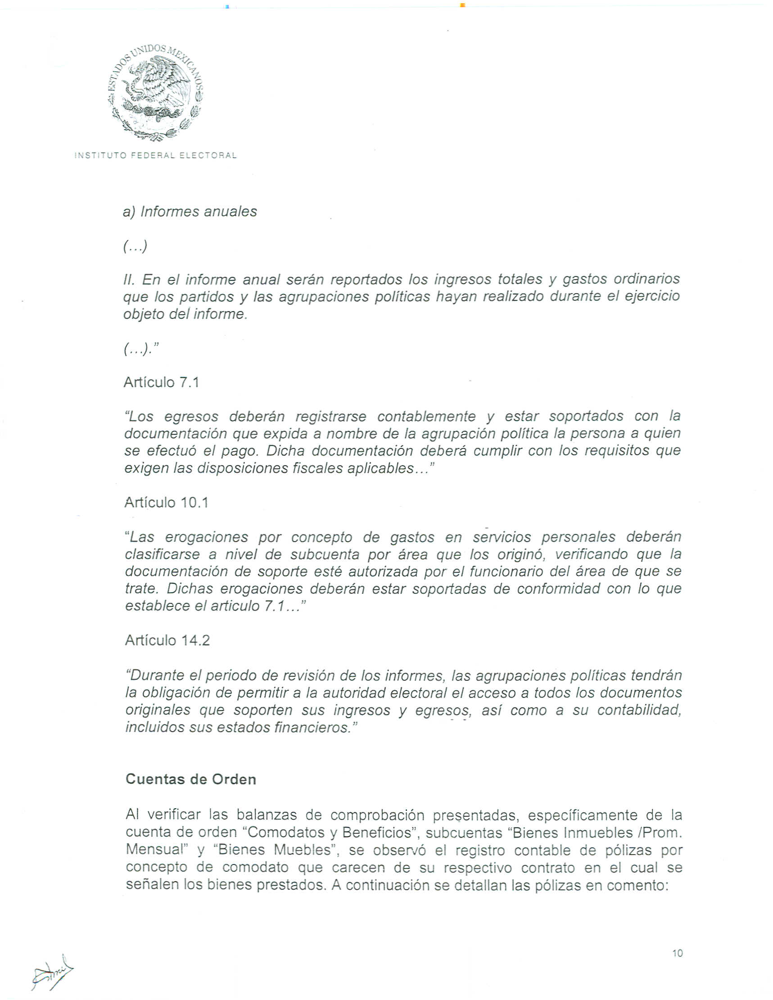 ESTADOS UNIDOS MEXICANOS
INSTITUTO FEDERAL ELECTORAL
a) Informes anuales
(...)
II. En el informe anual serán reportados los ingresos totales y gastos ordinarios
que los partidos y las agrupaciones políticas hayan realizado durante el ejercicio
objeto del informe.
(...).”
Artículo 7.1
“Los egresos deberán registrarse contablemente y estar soportados con la
documentación que expida a nombre de la agrupación política la persona a quien
se efectuó el pago. Dicha documentación deberá cumplir con los requisitos que
exigen las disposiciones fiscales aplicables...”
Artículo 10.1
“Las erogaciones por concepto de gastos en servicios personales deberán
clasificarse a nivel de subcuenta por área que los originó, verificando que la
documentación de soporte esté autorizada por el funcionario del área de que se
trate. Dichas erogaciones deberán estar soportadas de conformidad con lo que
establece el articulo 7.1...”
Artículo 14.2
“Durante el periodo de revisión de los informes, las agrupaciones políticas tendrán
la obligación de permitir a la autoridad electoral el acceso a todos los documentos
originales que soporten sus ingresos y egresos, así como a su contabilidad,
incluidos sus estados financieros.”
Cuentas de Orden
Al verificar las balanzas de comprobación presentadas, específicamente de la
cuenta de orden “Comodatos y Beneficios”, subcuentas “Bienes Inmuebles /Prom.
Mensual” y “Bienes Muebles”, se observó el registro contable de pólizas por
concepto de comodato que carecen de su respectivo contrato en el cual se
señalen los bienes prestados. A continuación se detallan las pólizas en comento:
10